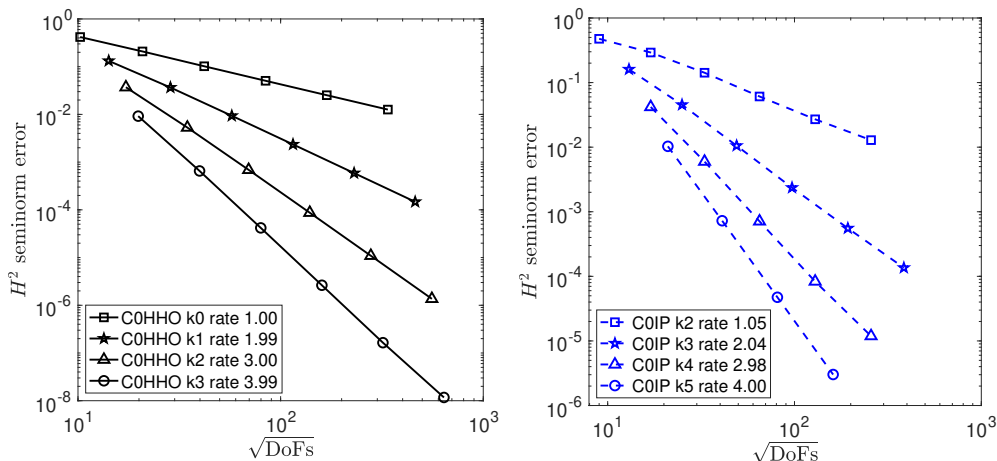 10^0
10^-2
10^-4
10^-6
10^-8
H^2 seminorm error
C0HHO k0 rate 1.00
C0HHO k1 rate 1.99
C0HHO k2 rate 3.00
C0HHO k3 rate 3.99
10^1 10^2 10^3
√DoFs
10^0
10^-1
10^-2
10^-3
10^-4
10^-5
10^-6
H^2 seminorm error
C0IP k2 rate 1.05
C0IP k3 rate 2.04
C0IP k4 rate 2.98
C0IP k5 rate 4.00
10^1 10^2 10^3
√DoFs